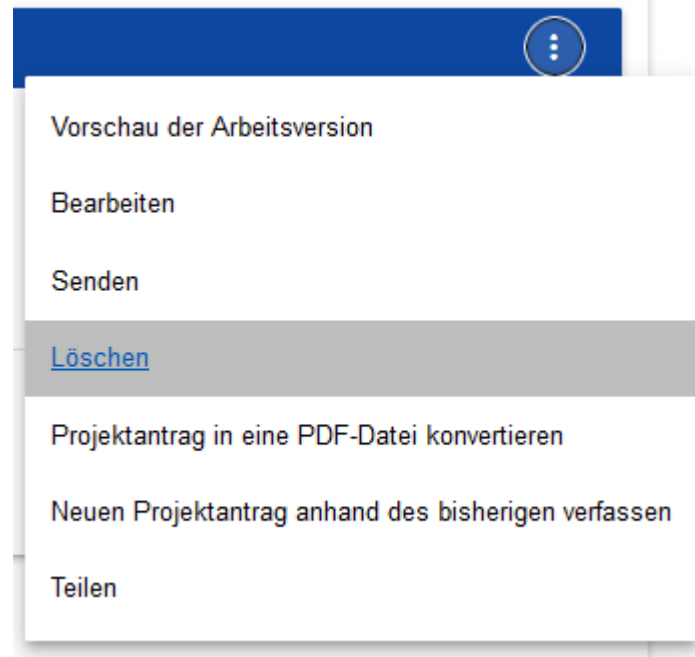 Vorschau der Arbeitsversion
Bearbeiten
Senden
Löschen
Projektantrag in eine PDF-Datei konvertieren
Neuen Projektantrag anhand des bisherigen verfassen
Teilen